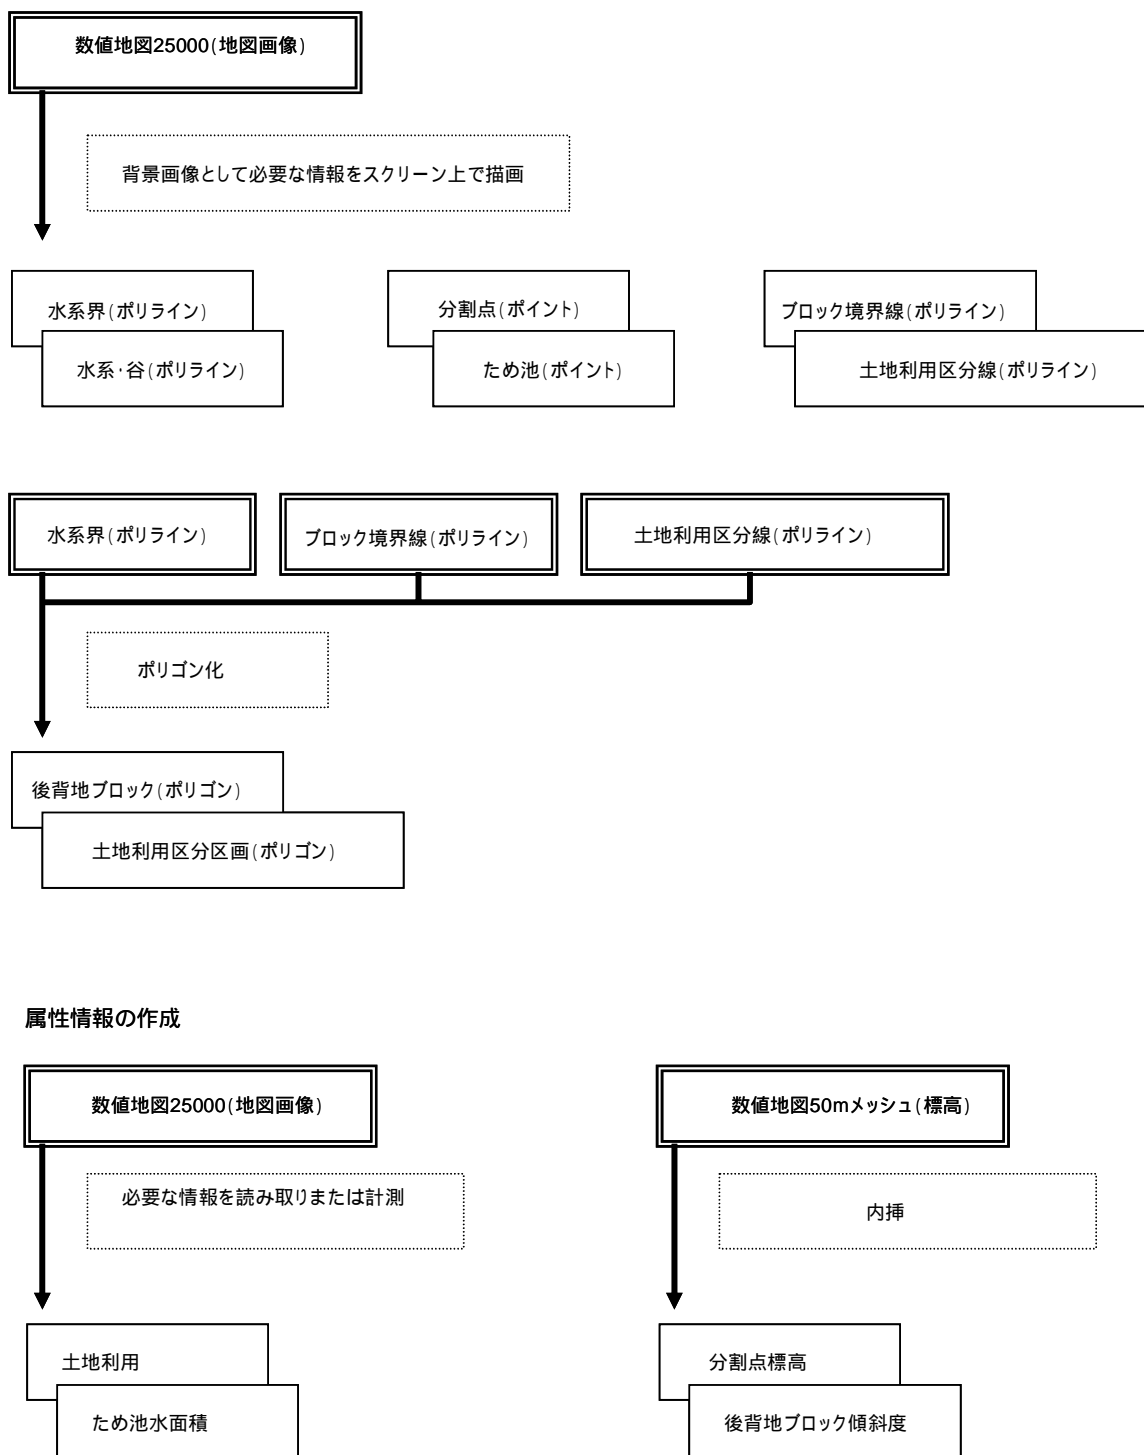 数値地図25000(地図画像)
背景画像として必要な情報をスクリーン上で描画
水系界(ポリライン)
水系・谷(ポリライン)
分割点(ポイント)
ため池(ポイント)
ブロック境界線(ポリライン)
土地利用区分線(ポリライン)
水系界(ポリライン)
ブロック境界線(ポリライン)
土地利用区分線(ポリライン)
ポリゴン化
後背地ブロック(ポリゴン)
土地利用区分区画(ポリゴン)
属性情報の作成
数値地図25000(地図画像)
必要な情報を読み取りまたは計測
土地利用
ため池水面積
数値地図50mメッシュ(標高)
内挿
分割点標高
後背地ブロック傾斜度